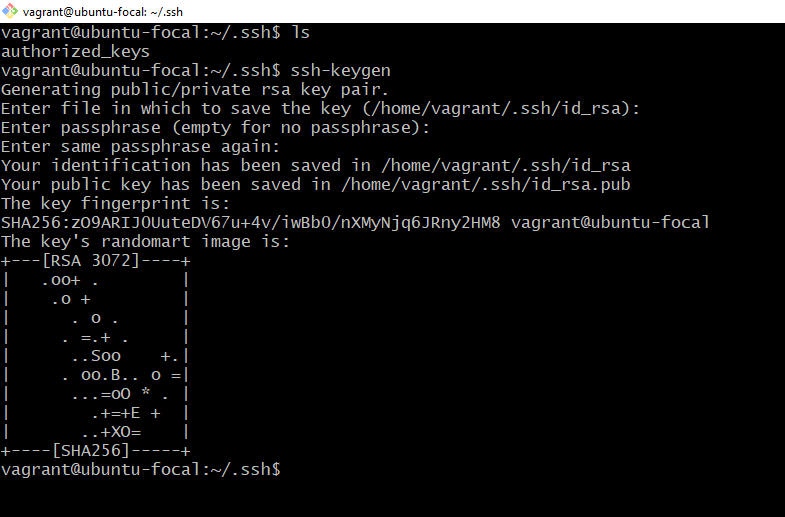 vagrant@ubuntu-focal: ~/.ssh
vagrant@ubuntu-focal:~/.ssh$ ls
authorized_keys
vagrant@ubuntu-focal:~/.ssh$ ssh-keygen
Generating public/private rsa key pair.
Enter file in which to save the key (/home/vagrant/.ssh/id_rsa):
Enter passphrase (empty for no passphrase):
Enter same passphrase again:
Your identification has been saved in /home/vagrant/.ssh/id_rsa
Your public key has been saved in /home/vagrant/.ssh/id_rsa.pub
The key fingerprint is:
SHA256:zO9ARIJ0UuteDV67u+4v/iwBb0/nXMyNjq6JRny2HM8 vagrant@ubuntu-focal
The key's randomart image is:
+---[RSA 3072]----+
|   .oo+ .        |
|    .o +         |
|      . o .      |
|     . =.+ .     |
|      ..Soo    +.|
|     . oo.B.. o =|
|      ...=oO * . |
|        .+=+E +  |
|       ..+XO=    |
+----[SHA256]-----+
vagrant@ubuntu-focal:~/.ssh$